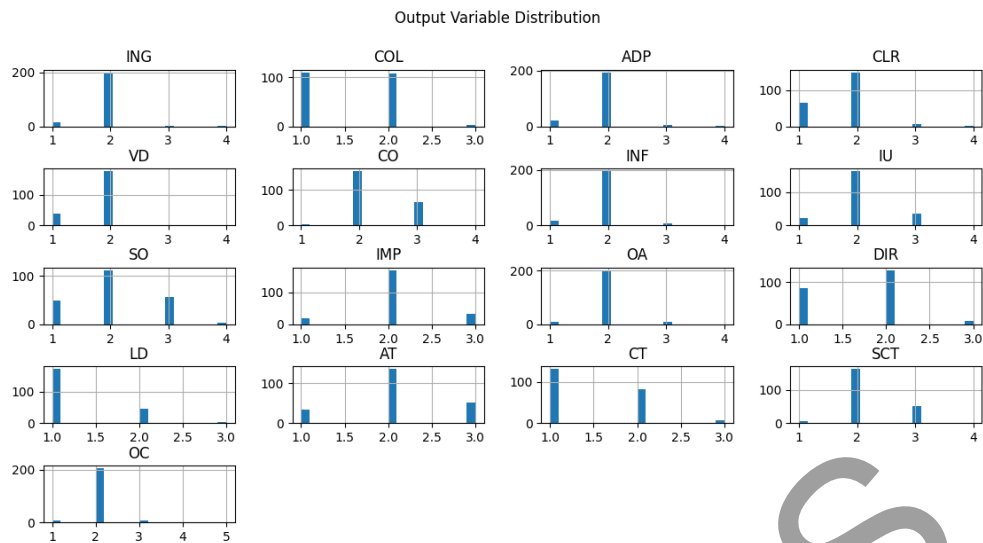 Output Variable Distribution
ING COL ADP CLR
200 100 200 100
0 0 0 0
1 2 3 4 1.0 1.5 2.0 2.5 3.0 1 2 3 4 1 2 3 4
VD CO INF IU
100 100 200 100
0 0 0 0
1 2 3 4 1 2 3 4 1 2 3 4 1 2 3 4
SO IMP OA DIR
100 100 200 100
0 0 0 0
1 2 3 4 1.0 1.5 2.0 2.5 3.0 1 2 3 4 1.0 1.5 2.0 2.5 3.0
LD AT CT SCT
100 100 100 100
0 0 0 0
1.0 1.5 2.0 2.5 3.0 1.0 1.5 2.0 2.5 3.0 1.0 1.5 2.0 2.5 3.0 1 2 3 4
OC
200
0
1 2 3 4 5